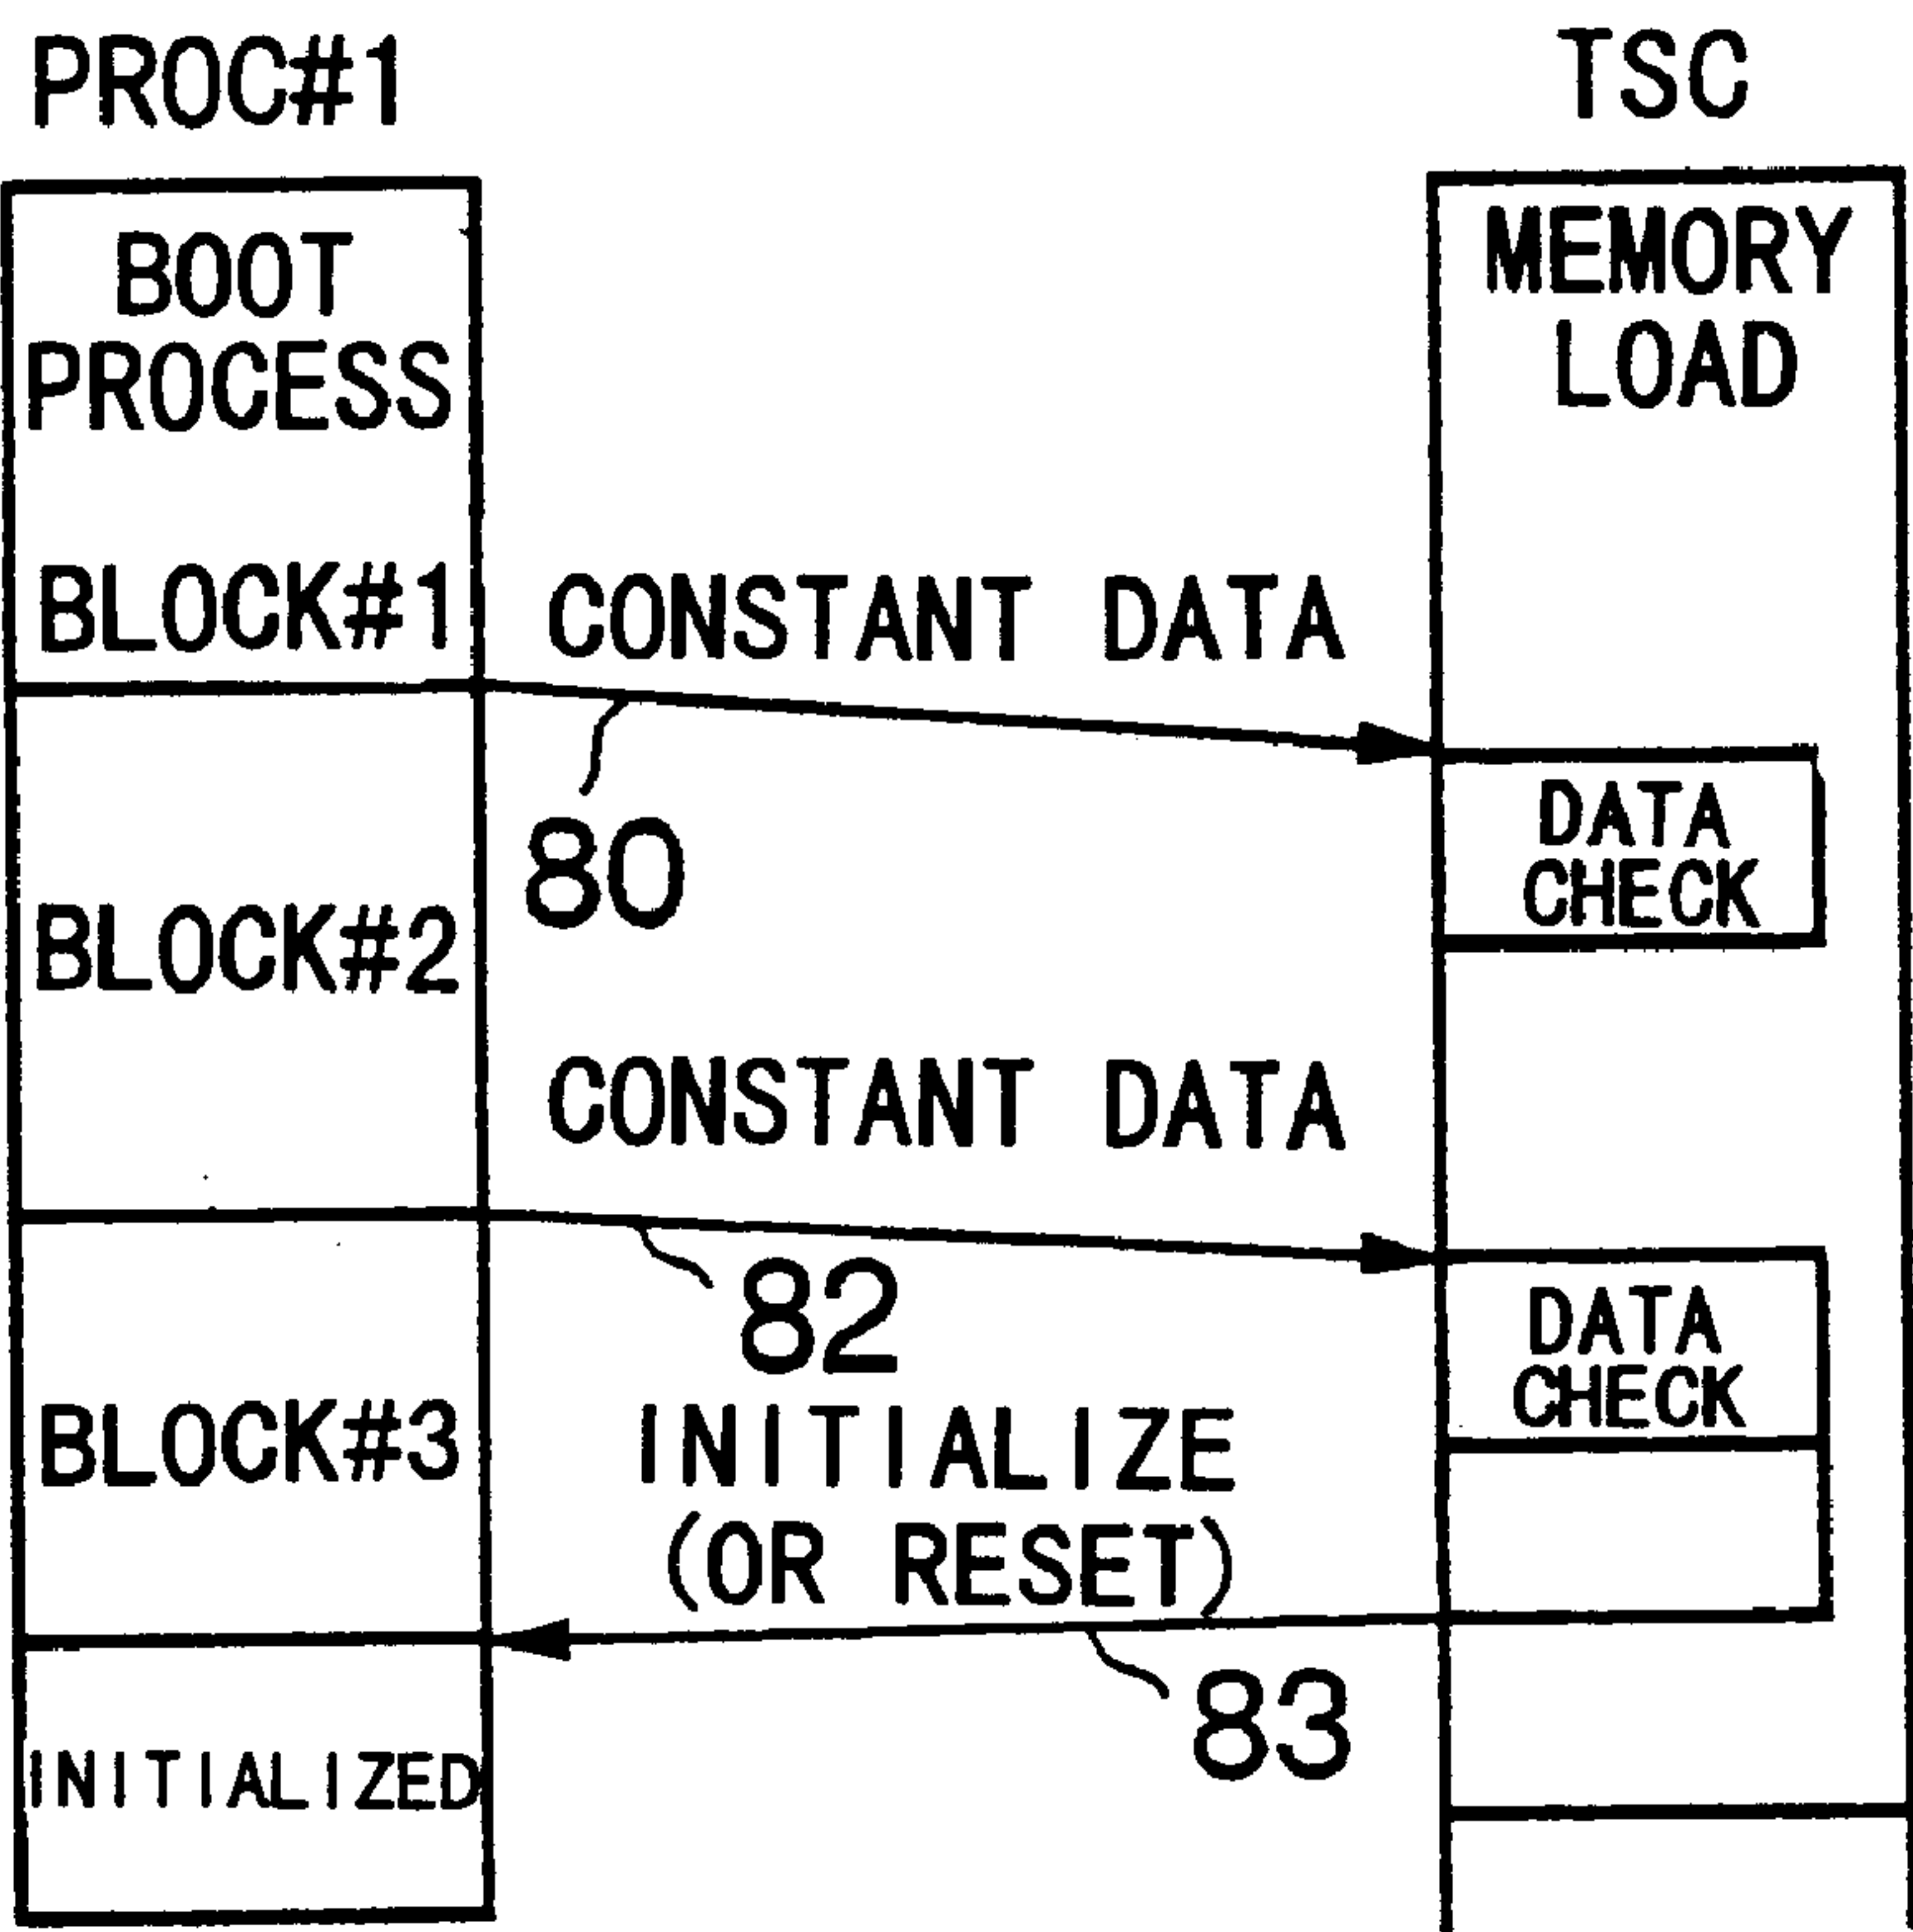 PROC#1
TSC
BOOT
PROCESS
MEMORY
LOAD
BLOCK#1
CONSTANT DATA
80
DATA
CHECK
BLOCK#2
CONSTANT DATA
82
DATA
CHECK
BLOCK#3
INITIALIZE
(OR RESET)
83
INITIALIZED